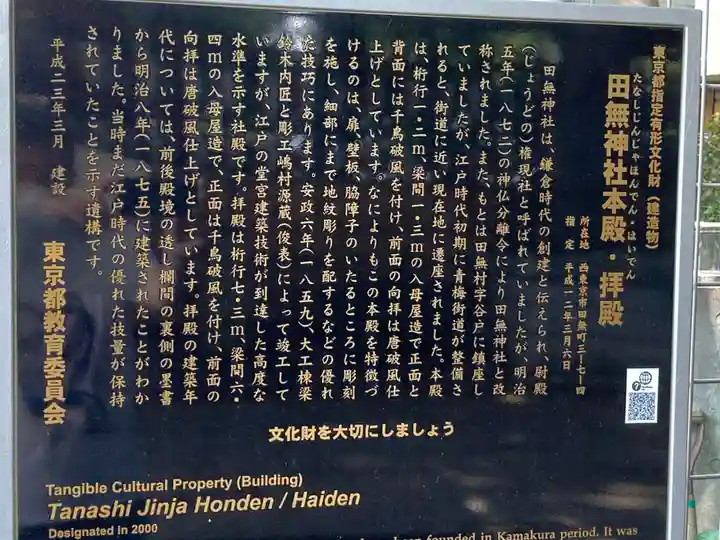 東京都指定有形文化財（建造物）
たなしじんじゃほんでん・はいでん
田無神社本殿・拝殿
所在地 西東京市田無町三ー七ー四
指定 平成一二年三月六日
田無神社は、鎌倉時代の創建と伝えられ、尉殿
（じょうどの）権現社と呼ばれていましたが、明治
五年（一八七二）の神仏分離令により田無神社と改
称されました。また、もとは田無村字谷戸に鎮座し
ていましたが、江戸時代初期に青梅街道が整備さ
れると、街道に近い現在地に遷座されました。本殿
は、桁行一・二ｍ、梁間一・三ｍの入母屋造で正面と
背面には千鳥破風を付け、前面の向拝は唐破風仕
上げとしています。なによりもこの本殿を特徴づ
けるのは、扉、壁板、脇障子のいたるところに彫刻
を施し、細部にまで地紋彫りを配するなどの優れ
た技巧にあります。安政六年（一八五九）、大工棟梁
鈴木内匠と彫工嶋村源蔵（俊表）によって竣工して
いますが、江戸の堂宮建築技術が到達した高度な
水準を示す社殿です。拝殿は桁行七・三ｍ、梁間六・
四ｍの入母屋造で、正面は千鳥破風を付け、前面の
向拝は唐破風仕上げとしています。拝殿の建築年
代については、前後殿境の透し欄間の裏側の墨書
から明治八年（一八七五）に建築されたことがわか
りました。当時まだ江戸時代の優れた技量が保持
されていたことを示す遺構です。
平成二三年三月 建設
東京都教育委員会
文化財を大切にしましょう
Tangible Cultural Property (Building)
Tanashi Jinja Honden / Haiden
Designated in 2000
been founded in Kamakura period. It was